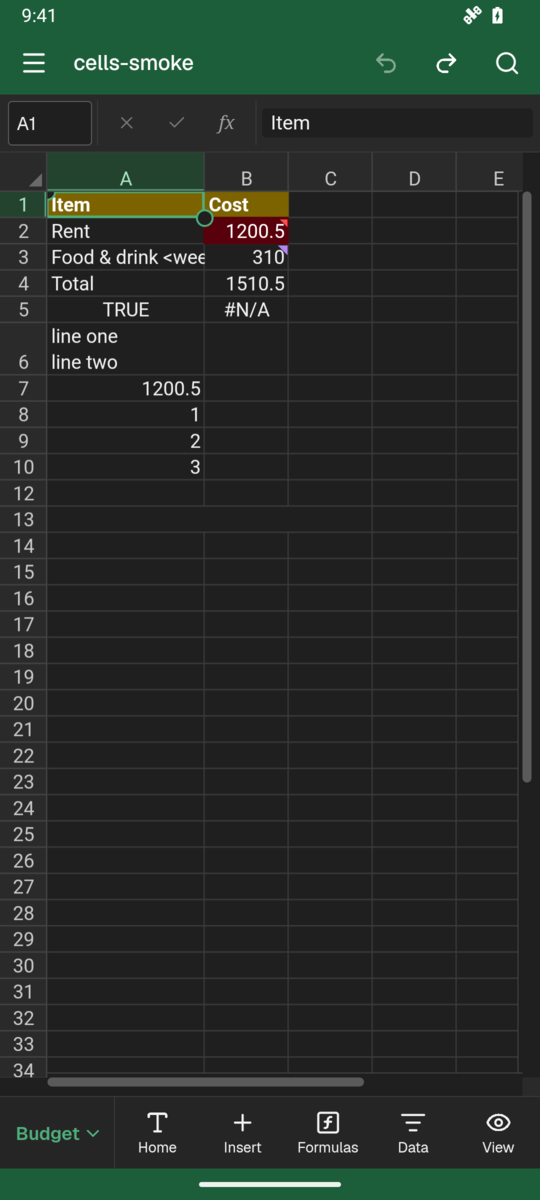 9:41
cells-smoke
A1 fx Item
A B C D E
1 Item Cost
2 Rent 1200.5
3 Food & drink <wee 310
4 Total 1510.5
5 TRUE #N/A
line one
6 line two
7 1200.5
8 1
9 2
10 3
12
13
14
15
16
17
18
19
20
21
22
23
24
25
26
27
28
29
30
31
32
33
34
Budget Home Insert Formulas Data View